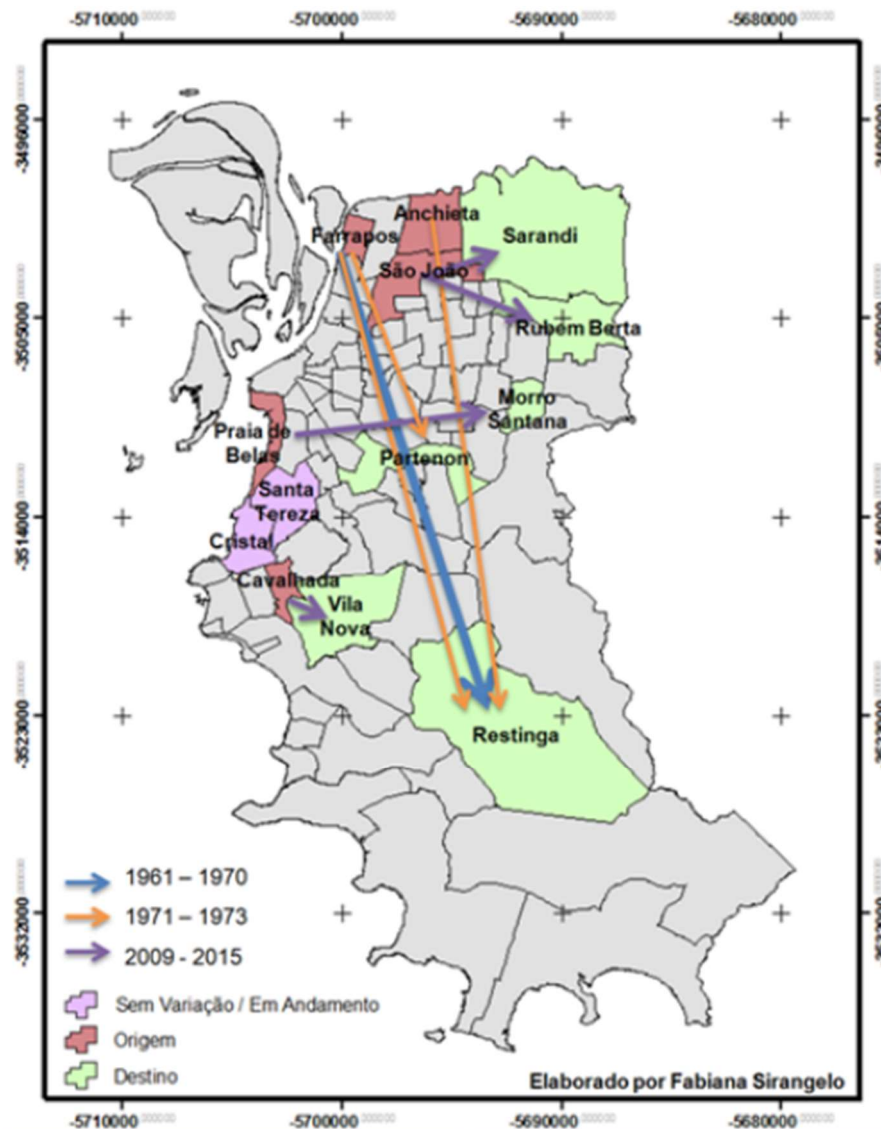 -5710000 -5700000 -5690000 -5680000
-3496000
-3505000
-3514000
-3523000
-3532000
Anchieta
Farrapos
Sarandi
São João
Rubem Berta
Morro
Santana
Praia de
Belas
Partenon
Santa
Tereza
Cristal
Cavalhada
Vila
Nova
Restinga
1961 – 1970
1971 – 1973
2009 - 2015
Sem Variação / Em Andamento
Origem
Destino
Elaborado por Fabiana Sirangelo
-5710000 -5700000 -5690000 -5680000